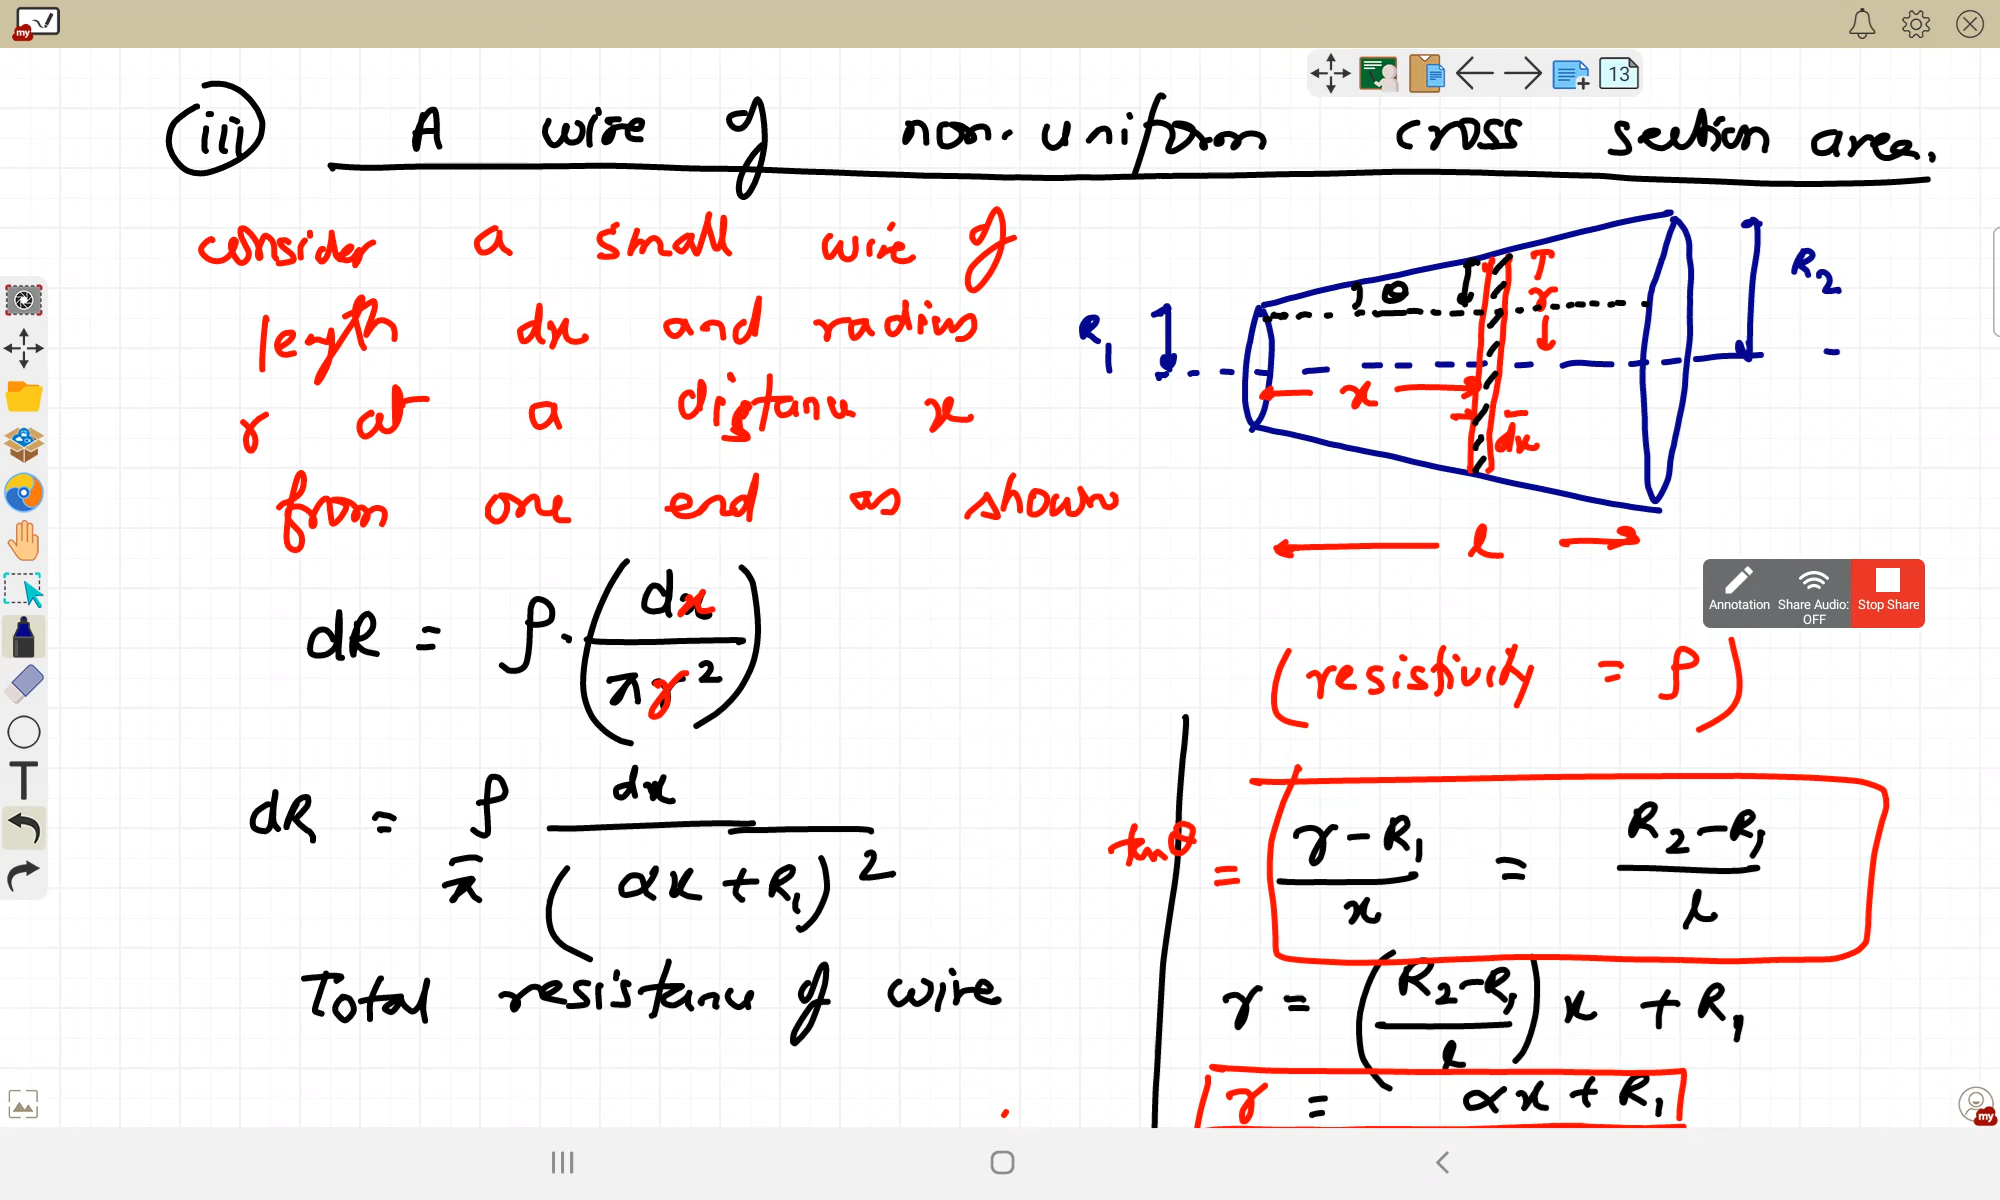 13
(iii) A wire of non-uniform cross section area.
consider a small wire of
length dx and radius
r at a distance x
from one end as shown
R₁ θ r R₂
x
dx
l
dR = ρ·(dx/πr²)
Annotation Share Audio: OFF Stop Share
(resistivity = ρ)
dR = ρ/π dx/(αx + R₁)²
tanθ = (r-R₁)/x = (R₂-R₁)/l
Total resistance of wire
r = ((R₂-R₁)/l) x + R₁
r = αx + R₁